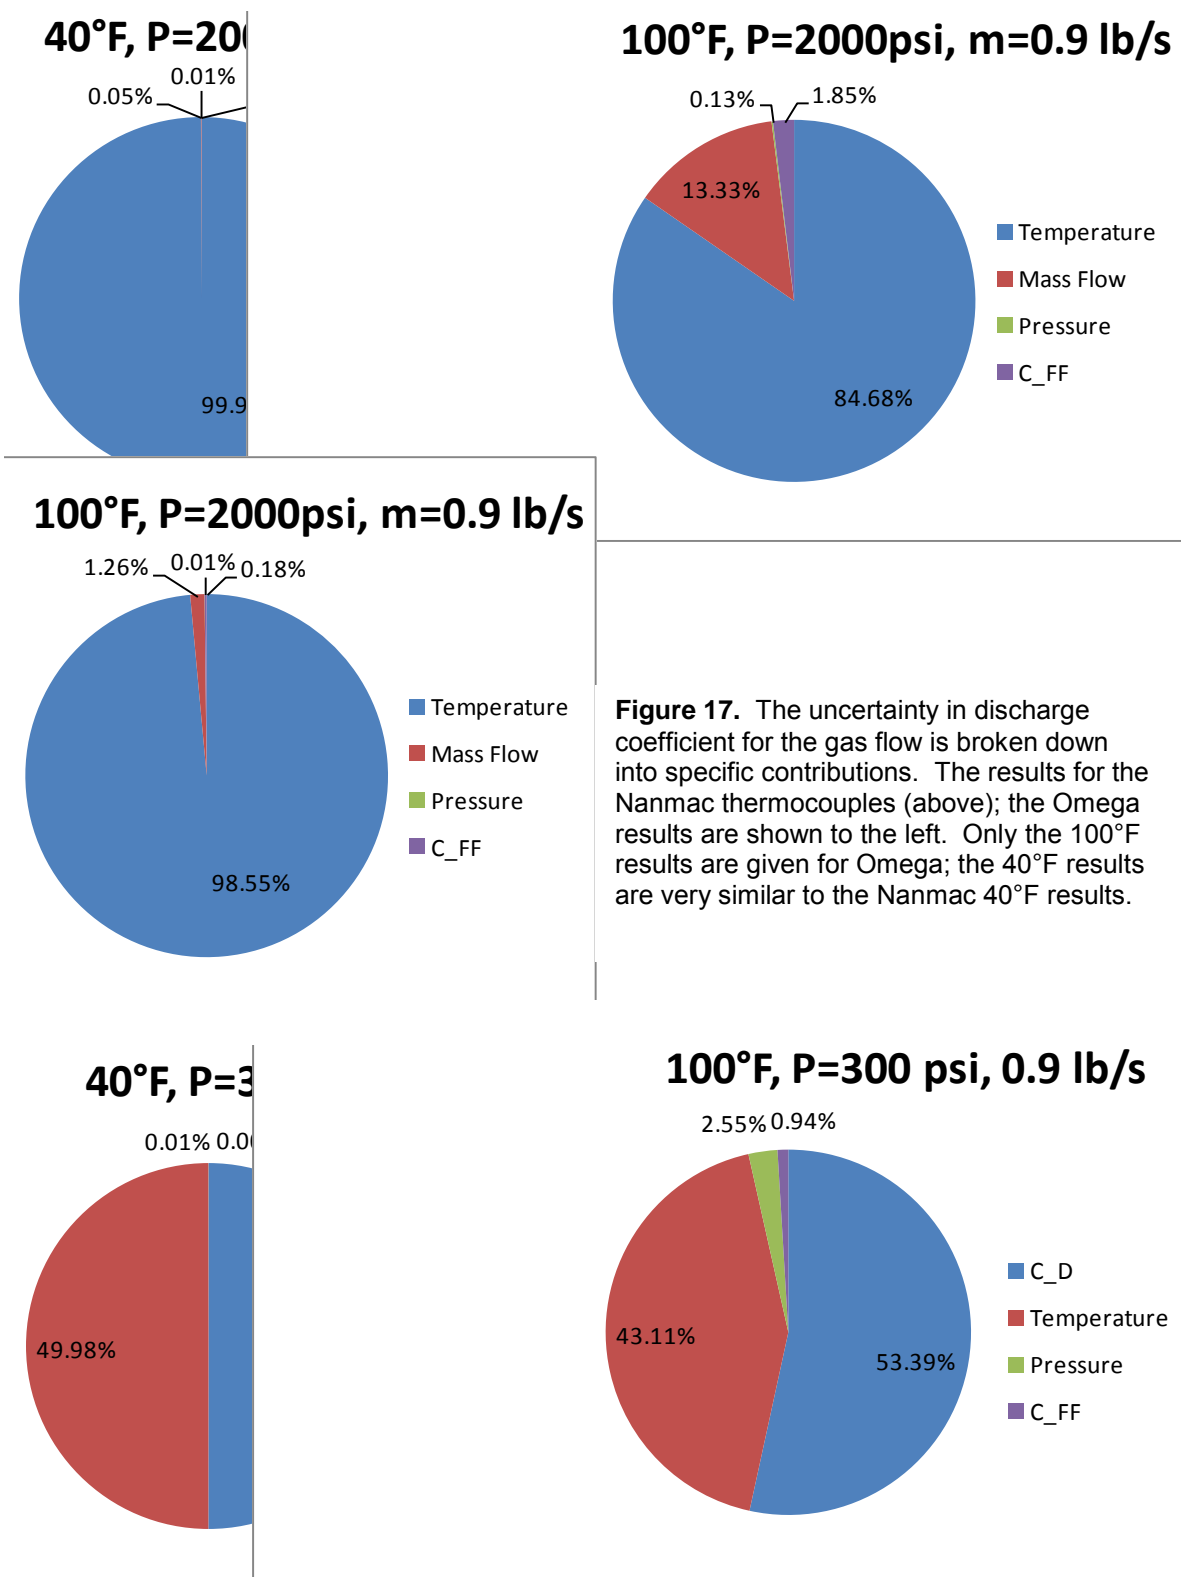 40°F, P=200
0.01%
0.05%
99.9
100°F, P=2000psi, m=0.9 lb/s
0.13%
1.85%
13.33%
84.68%
Temperature
Mass Flow
Pressure
C_FF
100°F, P=2000psi, m=0.9 lb/s
1.26%
0.01%
0.18%
98.55%
Temperature
Mass Flow
Pressure
C_FF
Figure 17. The uncertainty in discharge
coefficient for the gas flow is broken down
into specific contributions. The results for the
Nanmac thermocouples (above); the Omega
results are shown to the left. Only the 100°F
results are given for Omega; the 40°F results
are very similar to the Nanmac 40°F results.
40°F, P=3
0.01% 0.00
49.98%
100°F, P=300 psi, 0.9 lb/s
2.55% 0.94%
43.11%
53.39%
C_D
Temperature
Pressure
C_FF